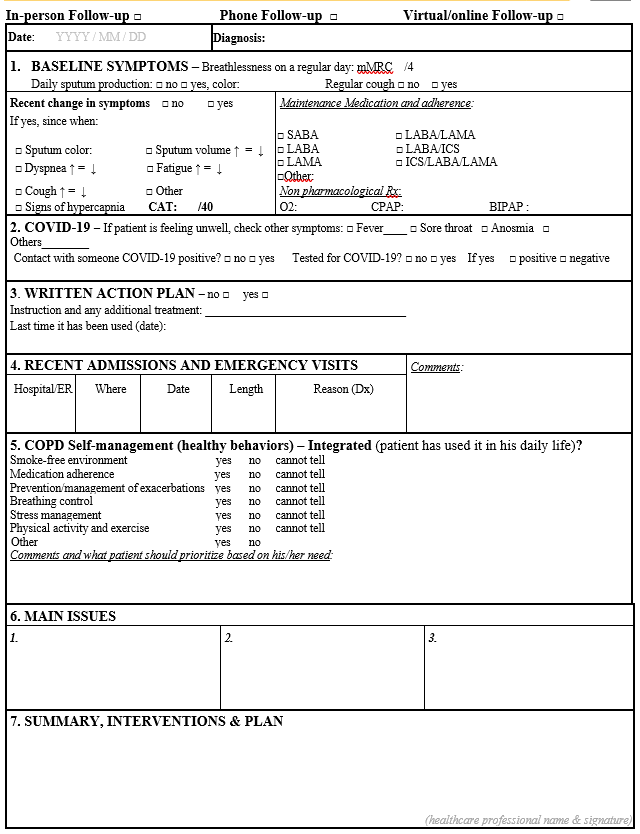 In-person Follow-up □ Phone Follow-up □ Virtual/online Follow-up □
Date: YYYY / MM / DD Diagnosis:
1. BASELINE SYMPTOMS – Breathlessness on a regular day: mMRC /4
Daily sputum production: □ no □ yes, color: Regular cough □ no □ yes
Recent change in symptoms □ no □ yes
If yes, since when:
□ Sputum color: □ Sputum volume ↑ = ↓
□ Dyspnea ↑ = ↓ □ Fatigue ↑ = ↓
□ Cough ↑ = ↓ □ Other
□ Signs of hypercapnia CAT: /40
Maintenance Medication and adherence:
□ SABA □ LABA/LAMA
□ LABA □ LABA/ICS
□ LAMA □ ICS/LABA/LAMA
□Other:
Non pharmacological Rx:
O2: CPAP: BIPAP :
2. COVID-19 – If patient is feeling unwell, check other symptoms: □ Fever____ □ Sore throat □ Anosmia □
Others________
Contact with someone COVID-19 positive? □ no □ yes Tested for COVID-19? □ no □ yes If yes □ positive □ negative
3. WRITTEN ACTION PLAN – no □ yes □
Instruction and any additional treatment: ____________________________________
Last time it has been used (date):
4. RECENT ADMISSIONS AND EMERGENCY VISITS
Hospital/ER Where Date Length Reason (Dx)
Comments:
5. COPD Self-management (healthy behaviors) – Integrated (patient has used it in his daily life)?
Smoke-free environment yes no cannot tell
Medication adherence yes no cannot tell
Prevention/management of exacerbations yes no cannot tell
Breathing control yes no cannot tell
Stress management yes no cannot tell
Physical activity and exercise yes no cannot tell
Other yes no
Comments and what patient should prioritize based on his/her need:
6. MAIN ISSUES
1. 2. 3.
7. SUMMARY, INTERVENTIONS & PLAN
(healthcare professional name & signature)